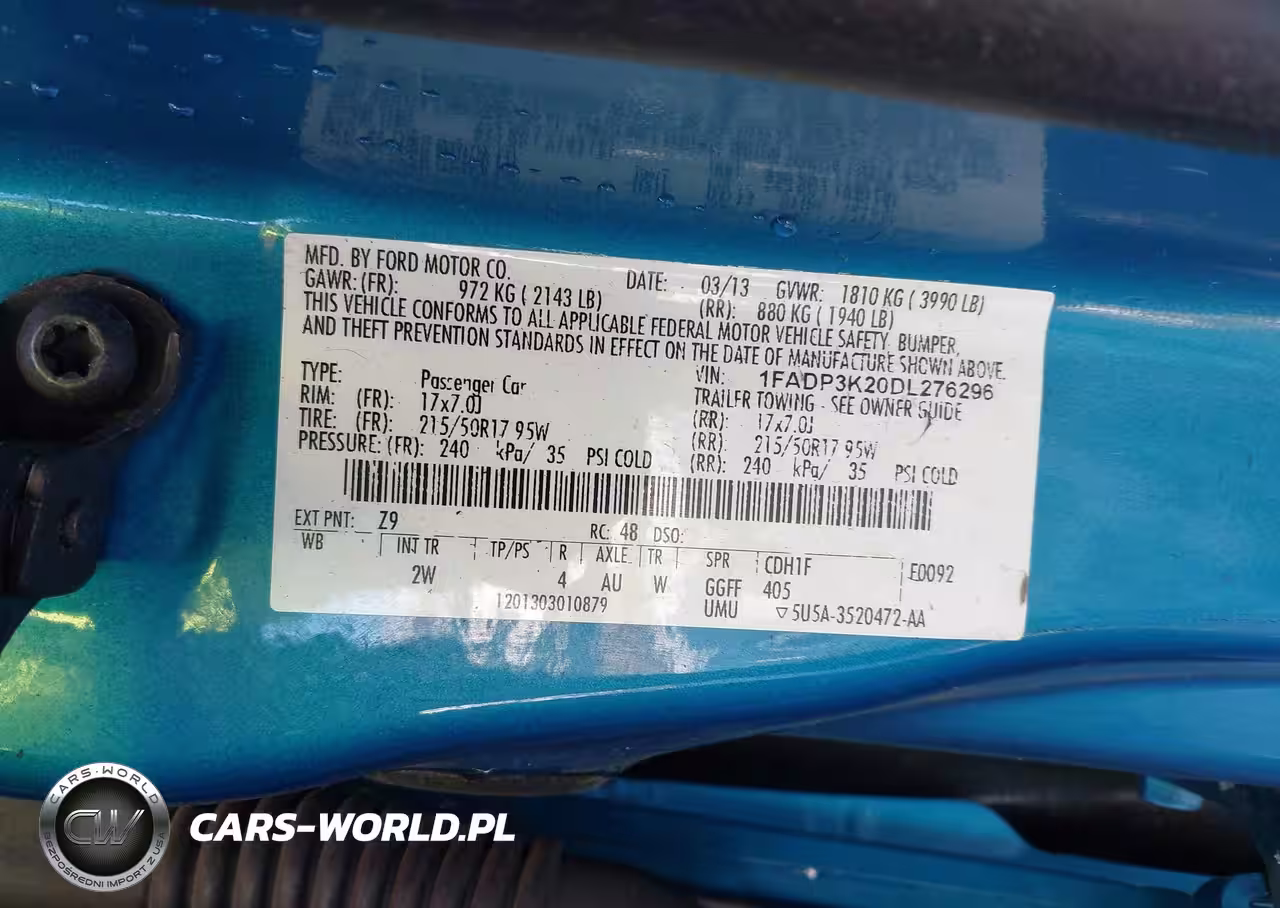 MFD. BY FORD MOTOR CO. DATE: 03/13 GVWR: 1810 KG ( 3990 LB)
GAWR: (FR): 972 KG ( 2143 LB) (RR): 880 KG ( 1940 LB)
THIS VEHICLE CONFORMS TO ALL APPLICABLE FEDERAL MOTOR VEHICLE SAFETY, BUMPER,
AND THEFT PREVENTION STANDARDS IN EFFECT ON THE DATE OF MANUFACTURE SHOWN ABOVE.
VIN: 1FADP3K20DL276296
TYPE: Passenger Car TRAILER TOWING - SEE OWNER GUIDE
RIM: (FR): 17x7.0J (RR): 17x7.0J
TIRE: (FR): 215/50R17 95W (RR): 215/50R17 95W
PRESSURE: (FR): 240 kPa/ 35 PSI COLD (RR): 240 kPa/ 35 PSI COLD
EXT PNT: Z9 RC: 48 DSO:
WB INT TR TP/PS R AXLE TR SPR CDH1F E0092
2W 4 AU W GGFF 405
1201303010879 UMU ▽5U5A-3520472-AA
CARS-WORLD
CW
BEZPOŚREDNI IMPORT Z USA
CARS-WORLD.PL